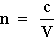 n = c/V